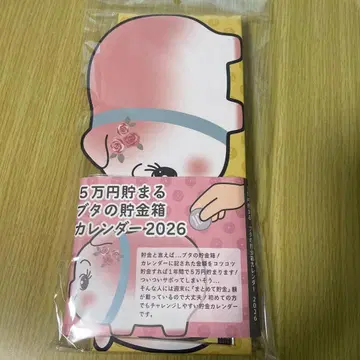 5万円貯まる
ブタの貯金箱
カレンダー2026
貯金と言えば...ブタの貯金箱！
カレンダーに記された金額をコツコツ
貯金すれば1年間で5万円貯まります！
ついついサボってしまいそう...
そんな人には週末に「まとめて貯金」額
が載っているので大丈夫！初めての方
でもチャレンジしやすい貯金カレンダー
です。